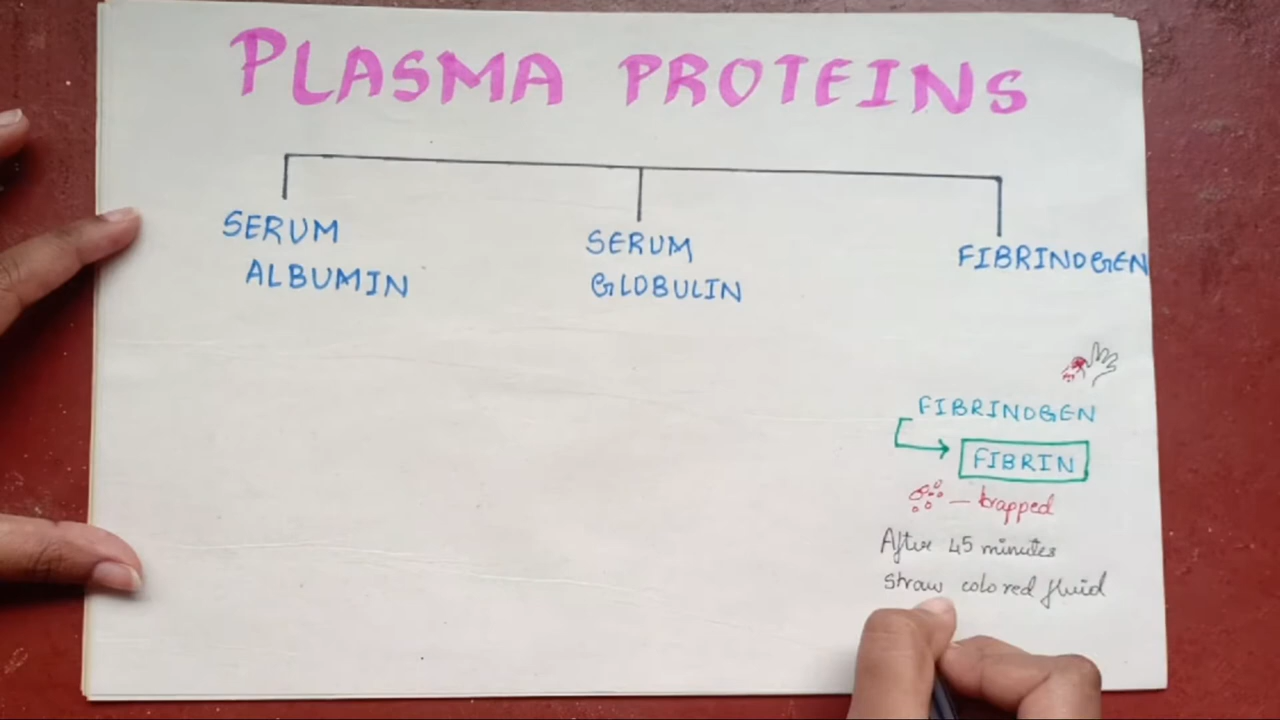 PLASMA PROTEINS
SERUM
ALBUMIN
SERUM
GLOBULIN
FIBRINOGEN
FIBRINOGEN
FIBRIN
— trapped
After 45 minutes
straw colored fluid